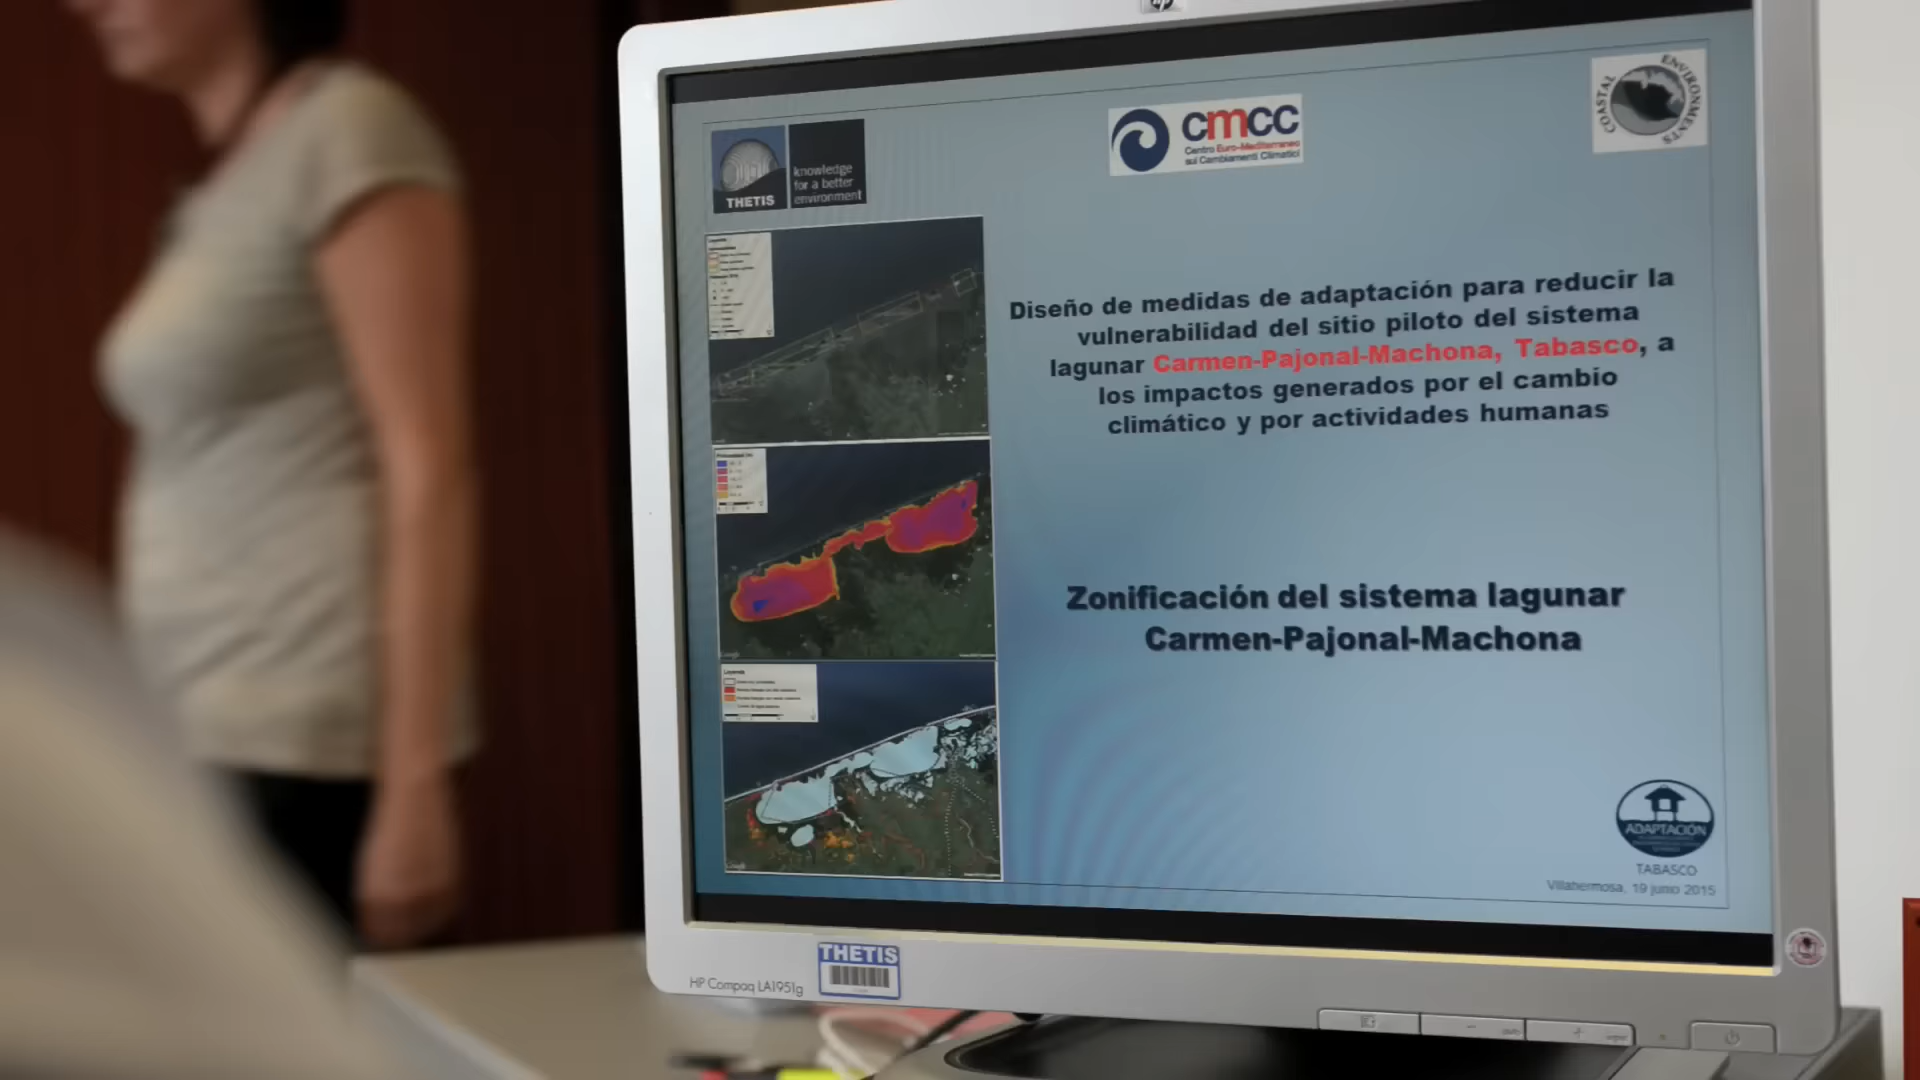 hp
THETIS
knowledge
for a better
environment
cmcc
Centro Euro-Mediterraneo
sui Cambiamenti Climatici
COASTAL ENVIRONMENTS
Diseño de medidas de adaptación para reducir la
vulnerabilidad del sitio piloto del sistema
lagunar Carmen-Pajonal-Machona, Tabasco, a
los impactos generados por el cambio
climático y por actividades humanas
Zonificación del sistema lagunar
Carmen-Pajonal-Machona
ADAPTACIÓN
TABASCO
Villahermosa, 19 junio 2015
THETIS
HP Compaq LA1951g